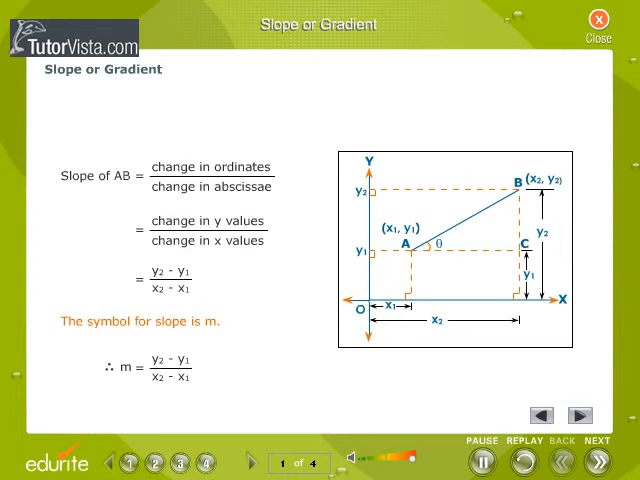 Slope or Gradient
X
Close
TutorVista.com
Slope or Gradient
Slope of AB = change in ordinates
change in abscissae
= change in y values
change in x values
= y₂ - y₁
x₂ - x₁
The symbol for slope is m.
∴ m = y₂ - y₁
x₂ - x₁
Y
B (x₂, y₂)
y₂
(x₁, y₁)
y₂
A θ C
y₁
y₁
X
O x₁
x₂
PAUSE REPLAY BACK NEXT
edurite 1 2 3 4 1 of 4